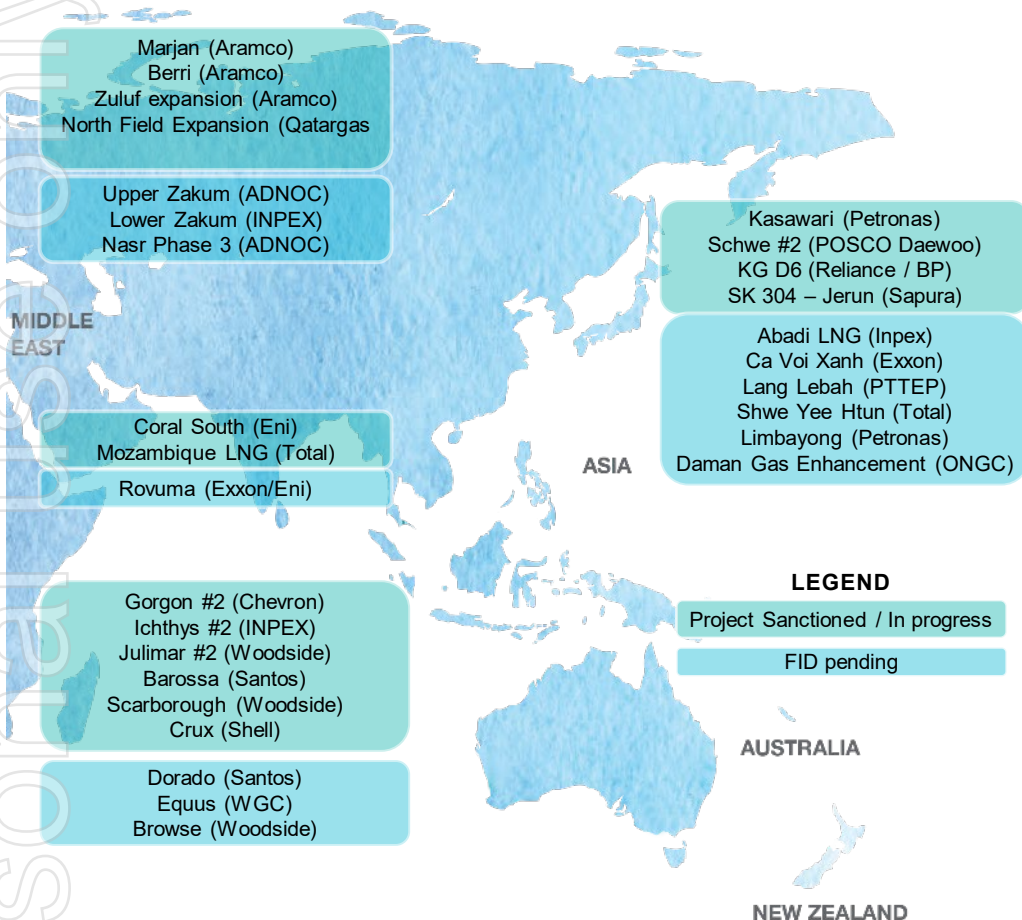 Marjan (Aramco)
Berri (Aramco)
Zuluf expansion (Aramco)
North Field Expansion (Qatargas
Upper Zakum (ADNOC)
Lower Zakum (INPEX)
Nasr Phase 3 (ADNOC)
MIDDLE
EAST
Coral South (Eni)
Mozambique LNG (Total)
Rovuma (Exxon/Eni)
Gorgon #2 (Chevron)
Ichthys #2 (INPEX)
Julimar #2 (Woodside)
Barossa (Santos)
Scarborough (Woodside)
Crux (Shell)
Dorado (Santos)
Equus (WGC)
Browse (Woodside)
Kasawari (Petronas)
Schwe #2 (POSCO Daewoo)
KG D6 (Reliance / BP)
SK 304 – Jerun (Sapura)
Abadi LNG (Inpex)
Ca Voi Xanh (Exxon)
Lang Lebah (PTTEP)
Shwe Yee Htun (Total)
Limbayong (Petronas)
Daman Gas Enhancement (ONGC)
ASIA
LEGEND
Project Sanctioned / In progress
FID pending
AUSTRALIA
NEW ZEALAND
sonal use only